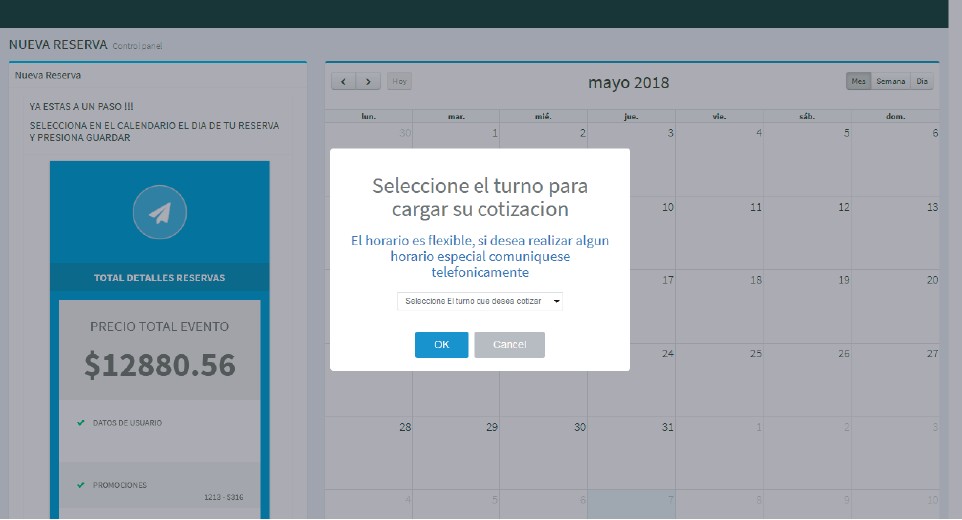 NUEVA RESERVA Control panel
Nueva Reserva
YA ESTAS A UN PASO !!!
SELECCIONA EN EL CALENDARIO EL DIA DE TU RESERVA
Y PRESIONA GUARDAR
TOTAL DETALLES RESERVAS
PRECIO TOTAL EVENTO
$12880.56
DATOS DE USUARIO
PROMOCIONES
1213 - $316
Hoy
mayo 2018
Mes Semana Día
lun. mar. mié. jue. vie. sáb. dom.
30 1 2 3 4 5 6
10 11 12 13
17 18 19 20
24 25 26 27
28 29 30 31 1 2 3
4 5 6 7 8 9 10
Seleccione el turno para
cargar su cotizacion
El horario es flexible, si desea realizar algun
horario especial comuniquese
telefonicamente
Seleccione El turno que desea cotizar
OK Cancel